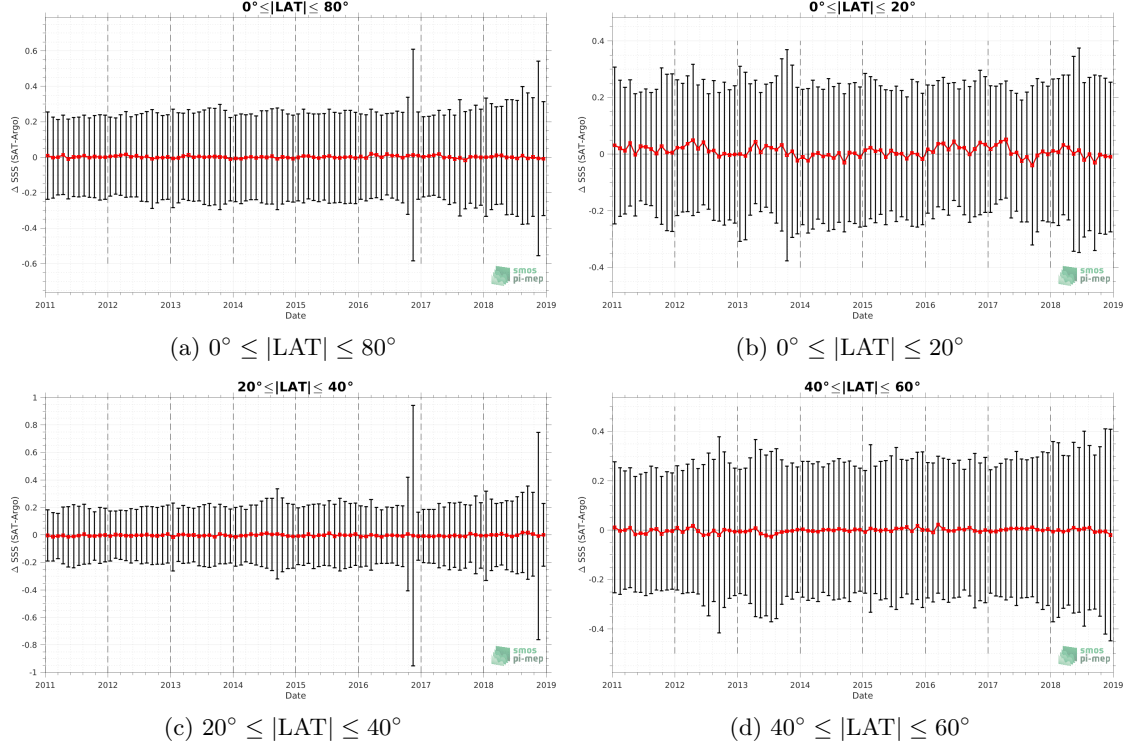 0°≤|LAT|≤ 80°
Δ SSS (SAT-Argo)
0.6
0.4
0.2
0
-0.2
-0.4
-0.6
smos
pi-mep
2011 2012 2013 2014 2015 2016 2017 2018 2019
Date
(a) 0° ≤ |LAT| ≤ 80°
0°≤|LAT|≤ 20°
Δ SSS (SAT-Argo)
0.4
0.2
0
-0.2
-0.4
smos
pi-mep
2011 2012 2013 2014 2015 2016 2017 2018 2019
Date
(b) 0° ≤ |LAT| ≤ 20°
20°≤|LAT|≤ 40°
Δ SSS (SAT-Argo)
1
0.8
0.6
0.4
0.2
0
-0.2
-0.4
-0.6
-0.8
-1
smos
pi-mep
2011 2012 2013 2014 2015 2016 2017 2018 2019
Date
(c) 20° ≤ |LAT| ≤ 40°
40°≤|LAT|≤ 60°
Δ SSS (SAT-Argo)
0.4
0.2
0
-0.2
-0.4
smos
pi-mep
2011 2012 2013 2014 2015 2016 2017 2018 2019
Date
(d) 40° ≤ |LAT| ≤ 60°